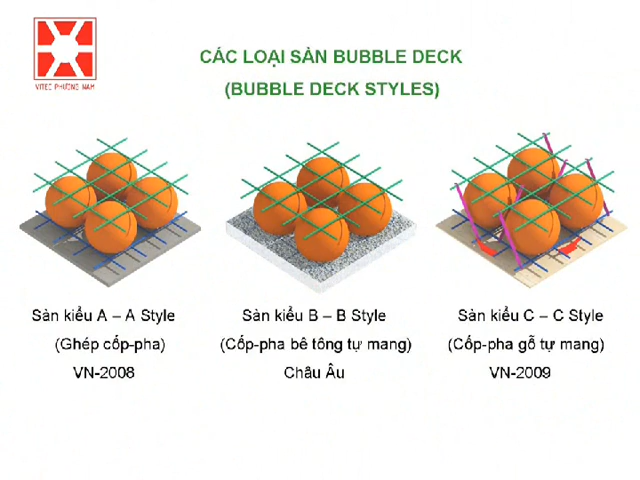 VITEC PHƯƠNG NAM
CÁC LOẠI SÀN BUBBLE DECK
(BUBBLE DECK STYLES)
Sàn kiểu A – A Style
(Ghép cốp-pha)
VN-2008
Sàn kiểu B – B Style
(Cốp-pha bê tông tự mang)
Châu Âu
Sàn kiểu C – C Style
(Cốp-pha gỗ tự mang)
VN-2009